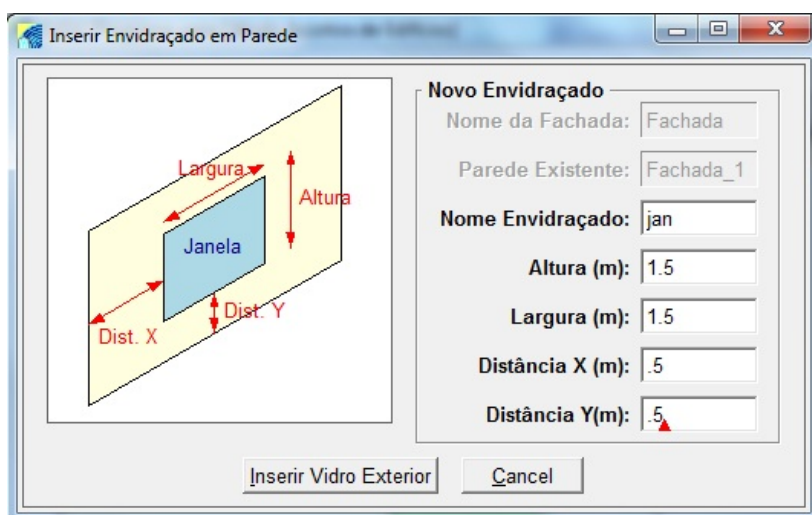 Inserir Envidraçado em Parede
Largura
Altura
Janela
Dist. X
Dist. Y
Novo Envidraçado
Nome da Fachada: Fachada
Parede Existente: Fachada_1
Nome Envidraçado: jan
Altura (m): 1.5
Largura (m): 1.5
Distância X (m): .5
Distância Y(m): .5
Inserir Vidro Exterior
Cancel